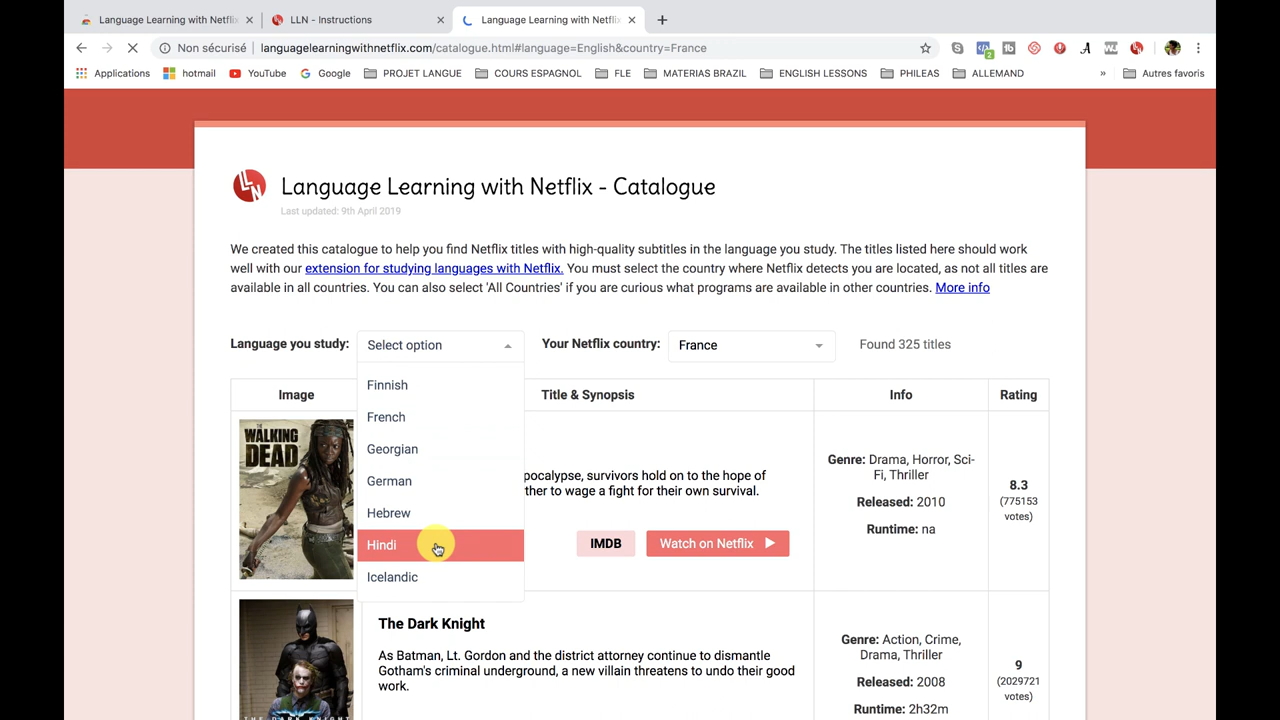 Language Learning with Netflix
LLN - Instructions
Language Learning with Netflix
Non sécurisé
languagelearningwithnetflix.com/catalogue.html#language=English&country=France
Applications
hotmail
YouTube
Google
PROJET LANGUE
COURS ESPAGNOL
FLE
MATERIAS BRAZIL
ENGLISH LESSONS
PHILEAS
ALLEMAND
»
Autres favoris
Language Learning with Netflix - Catalogue
Last updated: 9th April 2019
We created this catalogue to help you find Netflix titles with high-quality subtitles in the language you study. The titles listed here should work
well with our extension for studying languages with Netflix. You must select the country where Netflix detects you are located, as not all titles are
available in all countries. You can also select 'All Countries' if you are curious what programs are available in other countries. More info
Language you study: Select option Your Netflix country: France Found 325 titles
Finnish
French
Georgian
German
Hebrew
Hindi
Icelandic
Image Title & Synopsis Info Rating
THE WALKING DEAD
pocalypse, survivors hold on to the hope of
ther to wage a fight for their own survival.
IMDB Watch on Netflix
Genre: Drama, Horror, Sci-
Fi, Thriller
Released: 2010
Runtime: na
8.3
(775153
votes)
The Dark Knight
As Batman, Lt. Gordon and the district attorney continue to dismantle
Gotham's criminal underground, a new villain threatens to undo their good
work.
Genre: Action, Crime,
Drama, Thriller
Released: 2008
Runtime: 2h32m
9
(2029721
votes)